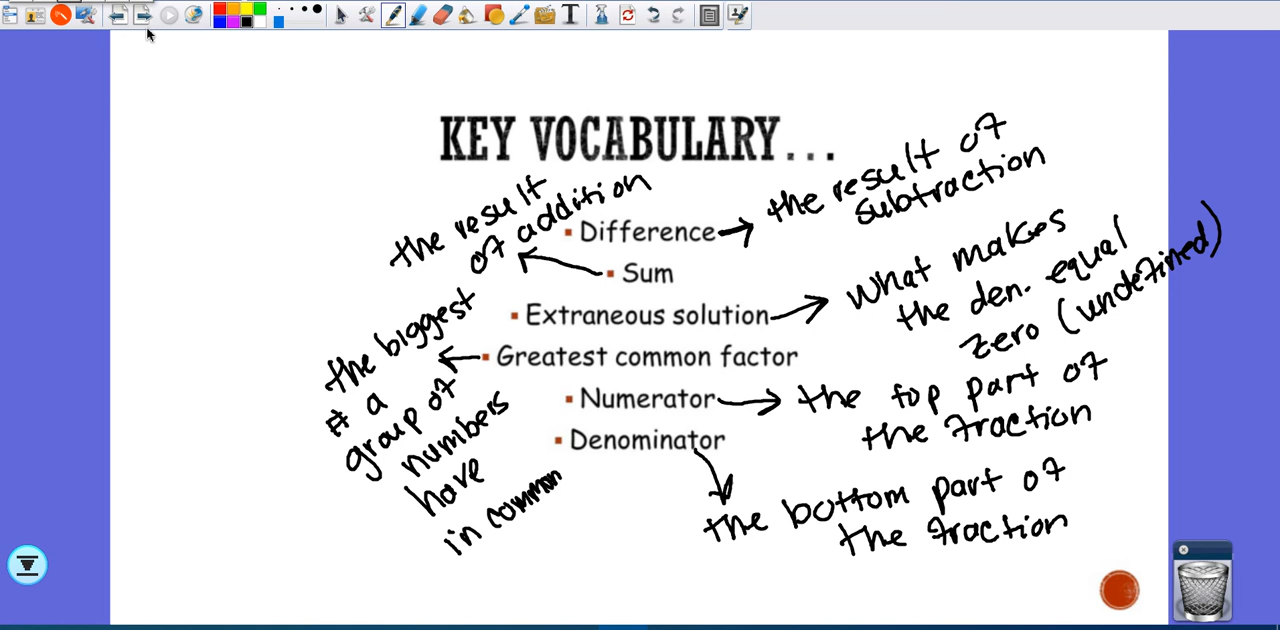 KEY VOCABULARY...
the result
of addition
▪ Difference
the result of
subtraction
▪ Sum
▪ Extraneous solution
What makes
the den. equal
zero (undefined)
▪ Greatest common factor
the biggest
# a
group of
numbers
have
in common
▪ Numerator
the top part of
the fraction
▪ Denominator
the bottom part of
the fraction